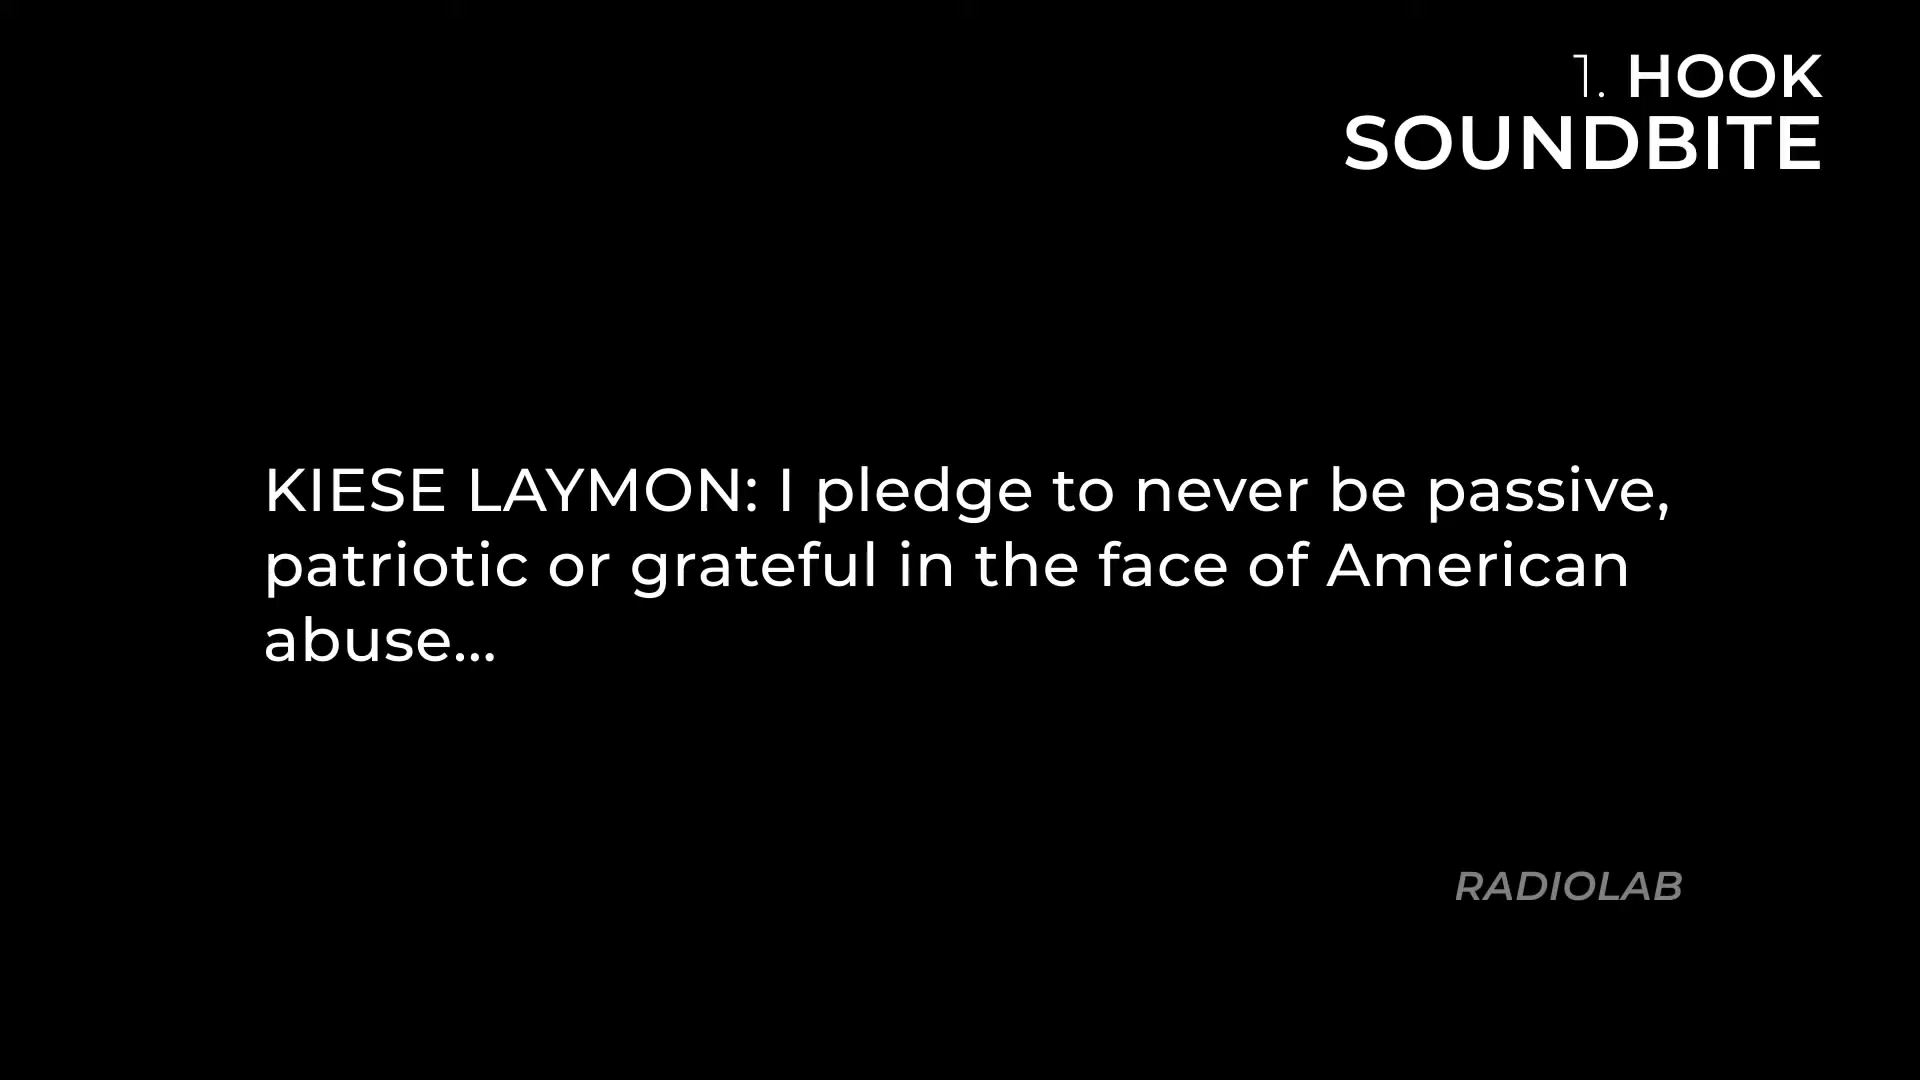 1. HOOK
SOUNDBITE
KIESE LAYMON: I pledge to never be passive,
patriotic or grateful in the face of American
abuse...
RADIOLAB